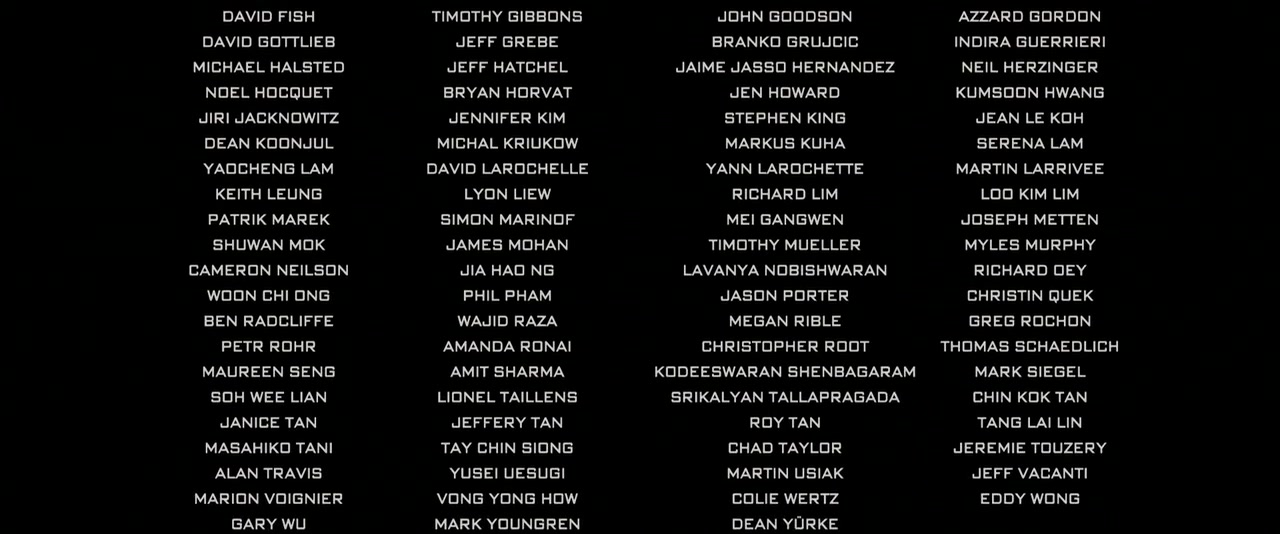 DAVID FISH TIMOTHY GIBBONS JOHN GOODSON AZZARD GORDON
DAVID GOTTLIEB JEFF GREBE BRANKO GRUJCIC INDIRA GUERRIERI
MICHAEL HALSTED JEFF HATCHEL JAIME JASSO HERNANDEZ NEIL HERZINGER
NOEL HOCQUET BRYAN HORVAT JEN HOWARD KUMSOON HWANG
JIRI JACKNOWITZ JENNIFER KIM STEPHEN KING JEAN LE KOH
DEAN KOONJUL MICHAL KRIUKOW MARKUS KUHA SERENA LAM
YAOCHENG LAM DAVID LAROCHELLE YANN LAROCHETTE MARTIN LARRIVEE
KEITH LEUNG LYON LIEW RICHARD LIM LOO KIM LIM
PATRIK MAREK SIMON MARINOF MEI GANGWEN JOSEPH METTEN
SHUWAN MOK JAMES MOHAN TIMOTHY MUELLER MYLES MURPHY
CAMERON NEILSON JIA HAO NG LAVANYA NOBISHWARAN RICHARD OEY
WOON CHI ONG PHIL PHAM JASON PORTER CHRISTIN QUEK
BEN RADCLIFFE WAJID RAZA MEGAN RIBLE GREG ROCHON
PETR ROHR AMANDA RONAI CHRISTOPHER ROOT THOMAS SCHAEDLICH
MAUREEN SENG AMIT SHARMA KODEESWARAN SHENBAGARAM MARK SIEGEL
SOH WEE LIAN LIONEL TAILLENS SRIKALYAN TALLAPRAGADA CHIN KOK TAN
JANICE TAN JEFFERY TAN ROY TAN TANG LAI LIN
MASAHIKO TANI TAY CHIN SIONG CHAD TAYLOR JEREMIE TOUZERY
ALAN TRAVIS YUSEI UESUGI MARTIN USIAK JEFF VACANTI
MARION VOIGNIER VONG YONG HOW COLIE WERTZ EDDY WONG
GARY WU MARK YOUNGREN DEAN YÜRKE